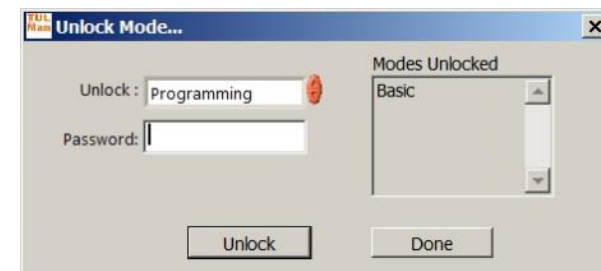 TUL
Man
Unlock Mode...
Modes Unlocked
Unlock : Programming
Basic
Password:
Unlock
Done